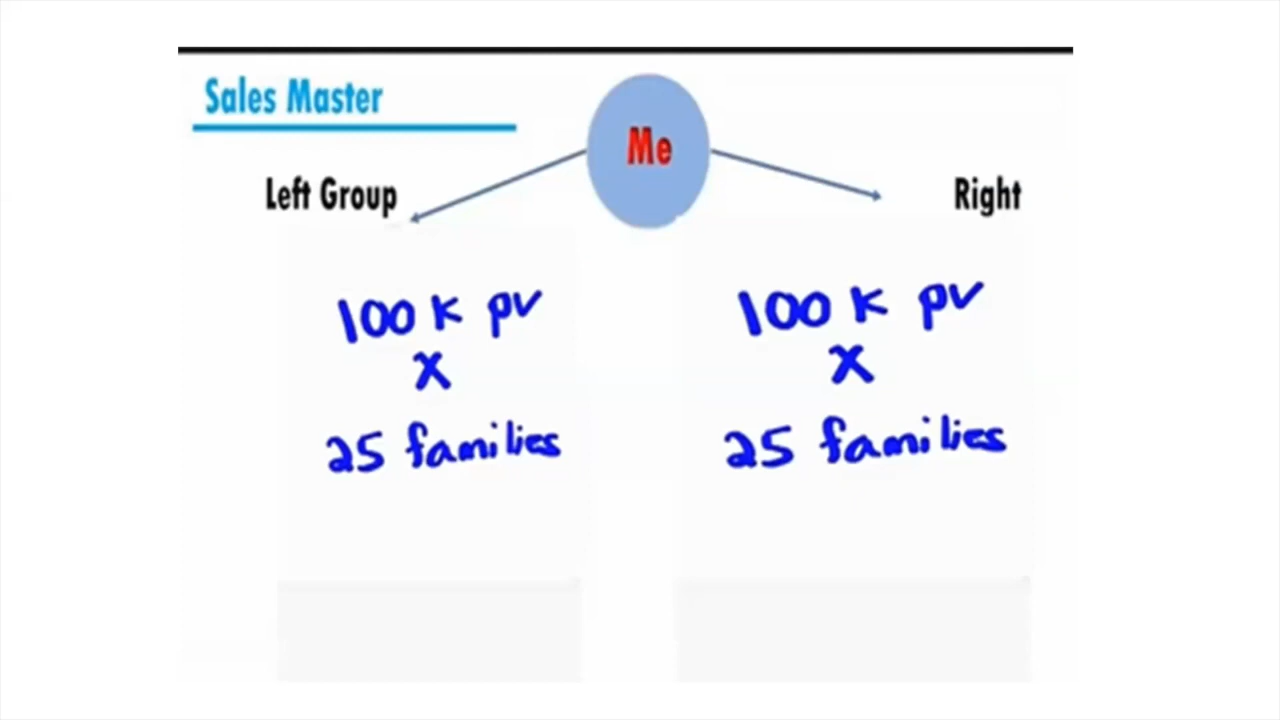 Sales Master
Me
Left Group
Right
100 K pv
x
25 families
100 K pv
x
25 families